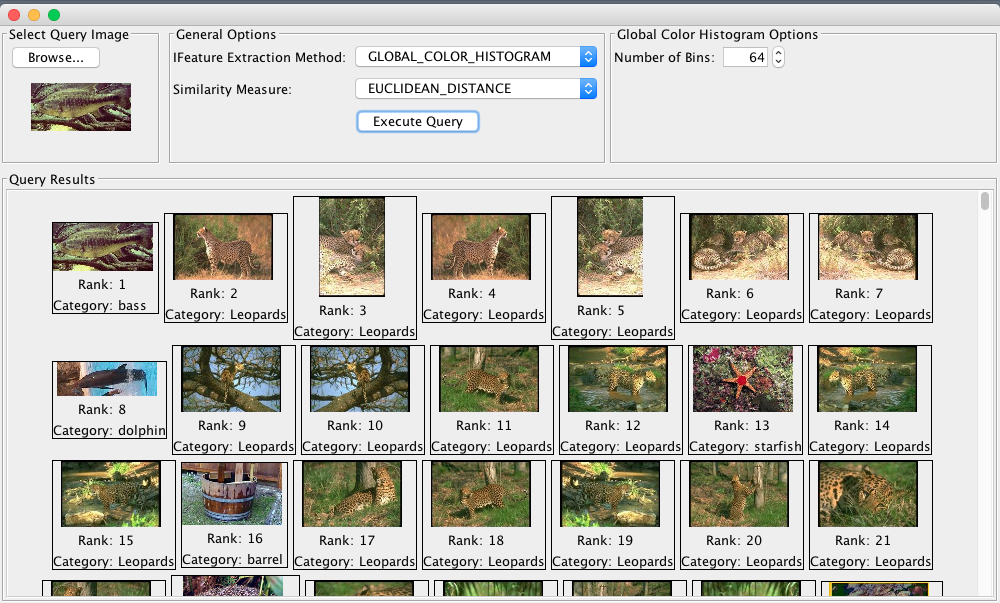 Select Query Image
Browse...
General Options
IFeature Extraction Method: GLOBAL_COLOR_HISTOGRAM
Similarity Measure: EUCLIDEAN_DISTANCE
Execute Query
Global Color Histogram Options
Number of Bins: 64
Query Results
Rank: 1
Category: bass
Rank: 2
Category: Leopards
Rank: 3
Category: Leopards
Rank: 4
Category: Leopards
Rank: 5
Category: Leopards
Rank: 6
Category: Leopards
Rank: 7
Category: Leopards
Rank: 8
Category: dolphin
Rank: 9
Category: Leopards
Rank: 10
Category: Leopards
Rank: 11
Category: Leopards
Rank: 12
Category: Leopards
Rank: 13
Category: starfish
Rank: 14
Category: Leopards
Rank: 15
Category: Leopards
Rank: 16
Category: barrel
Rank: 17
Category: Leopards
Rank: 18
Category: Leopards
Rank: 19
Category: Leopards
Rank: 20
Category: Leopards
Rank: 21
Category: Leopards